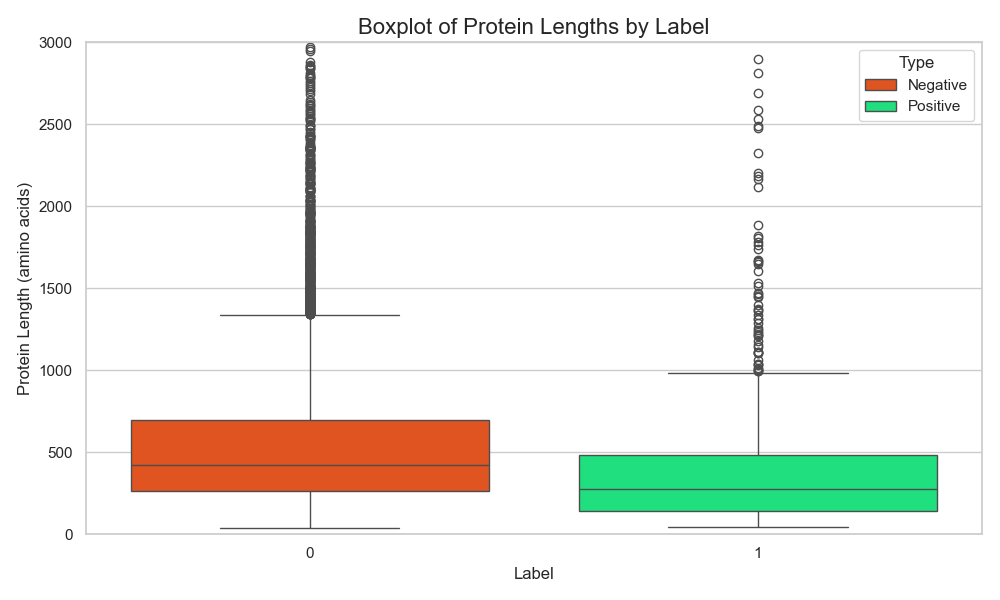 Boxplot of Protein Lengths by Label
3000
2500
2000
1500
1000
500
0
Protein Length (amino acids)
Type
Negative
Positive
0
1
Label